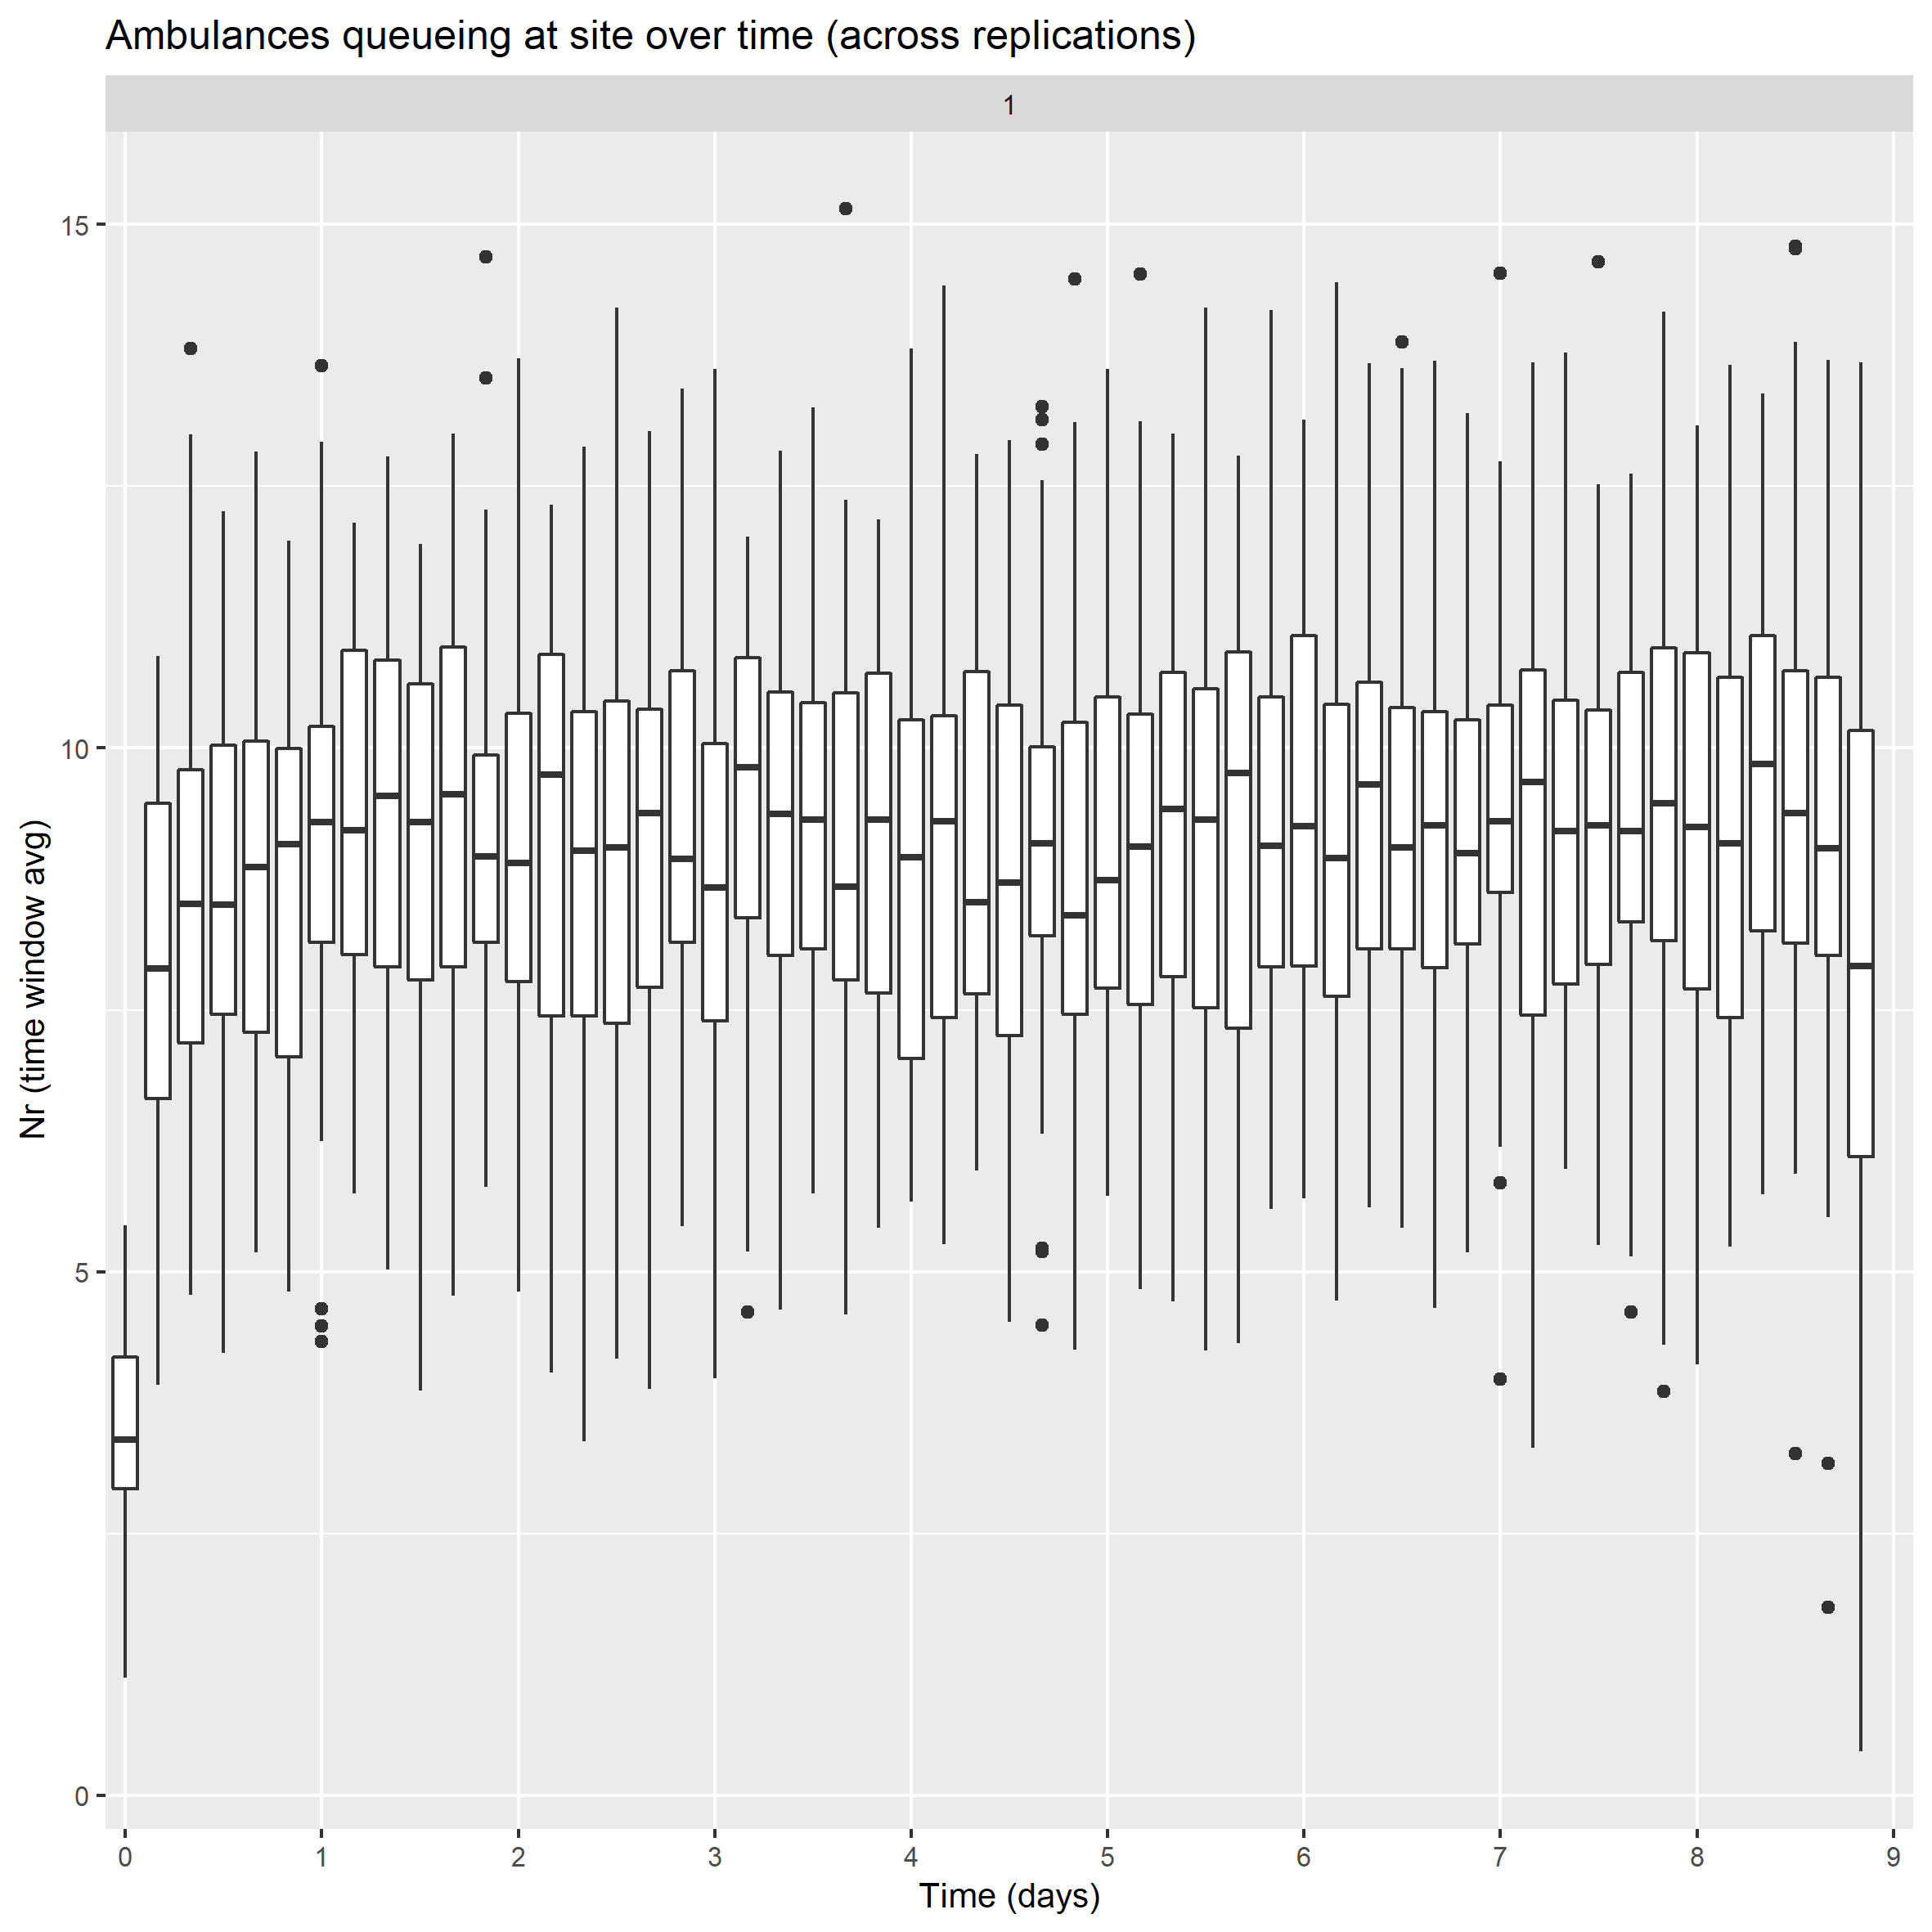 Ambulances queueing at site over time (across replications)
1
15
10
5
0
Nr (time window avg)
0 1 2 3 4 5 6 7 8 9
Time (days)